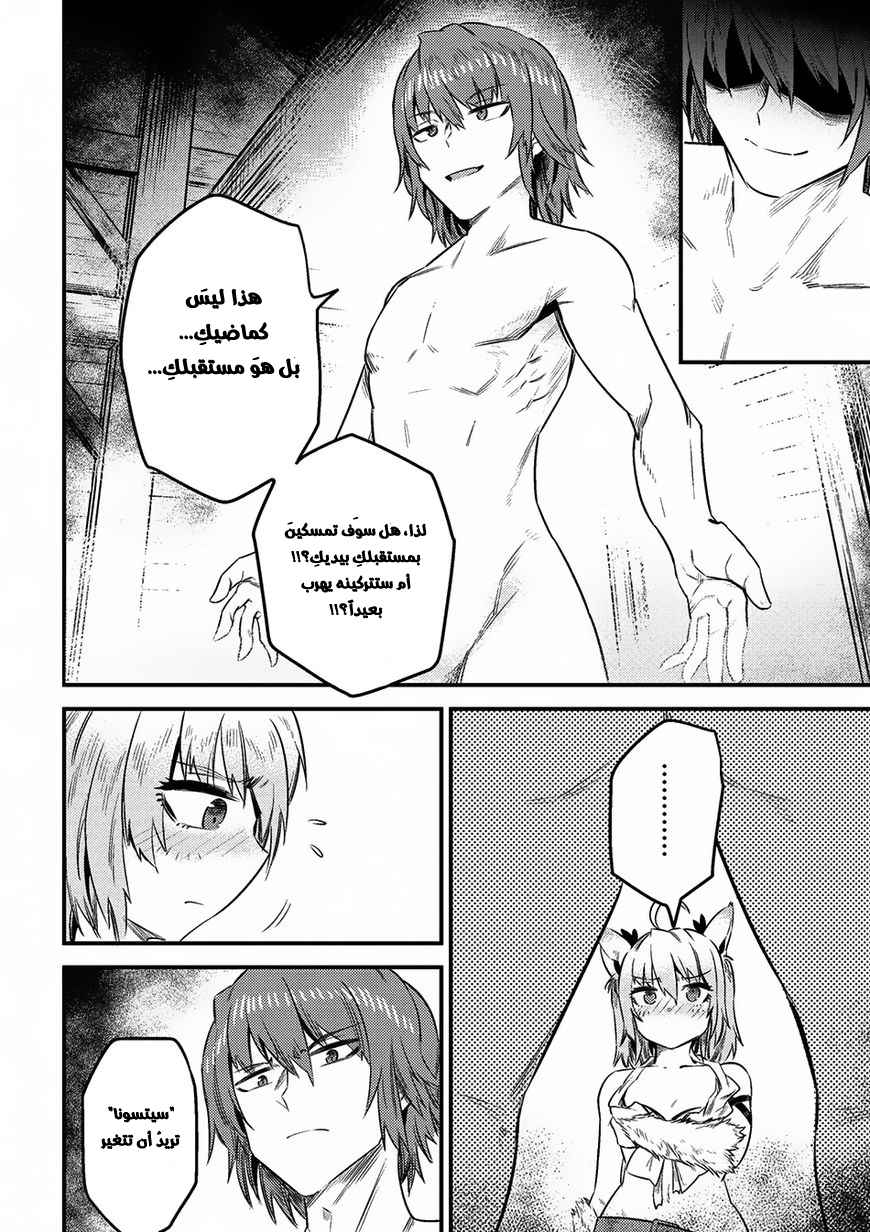 هذا ليسَ
كماضيكِ...
بل هوَ مستقبلكِ...
لذا، هل سوَف تمسكينَ
بمستقبلكِ بيديكِ؟!!
أم ستتركينه يهرب
بعيداً؟!!
.........
"سيتسونا"
تريدُ أن تتغير